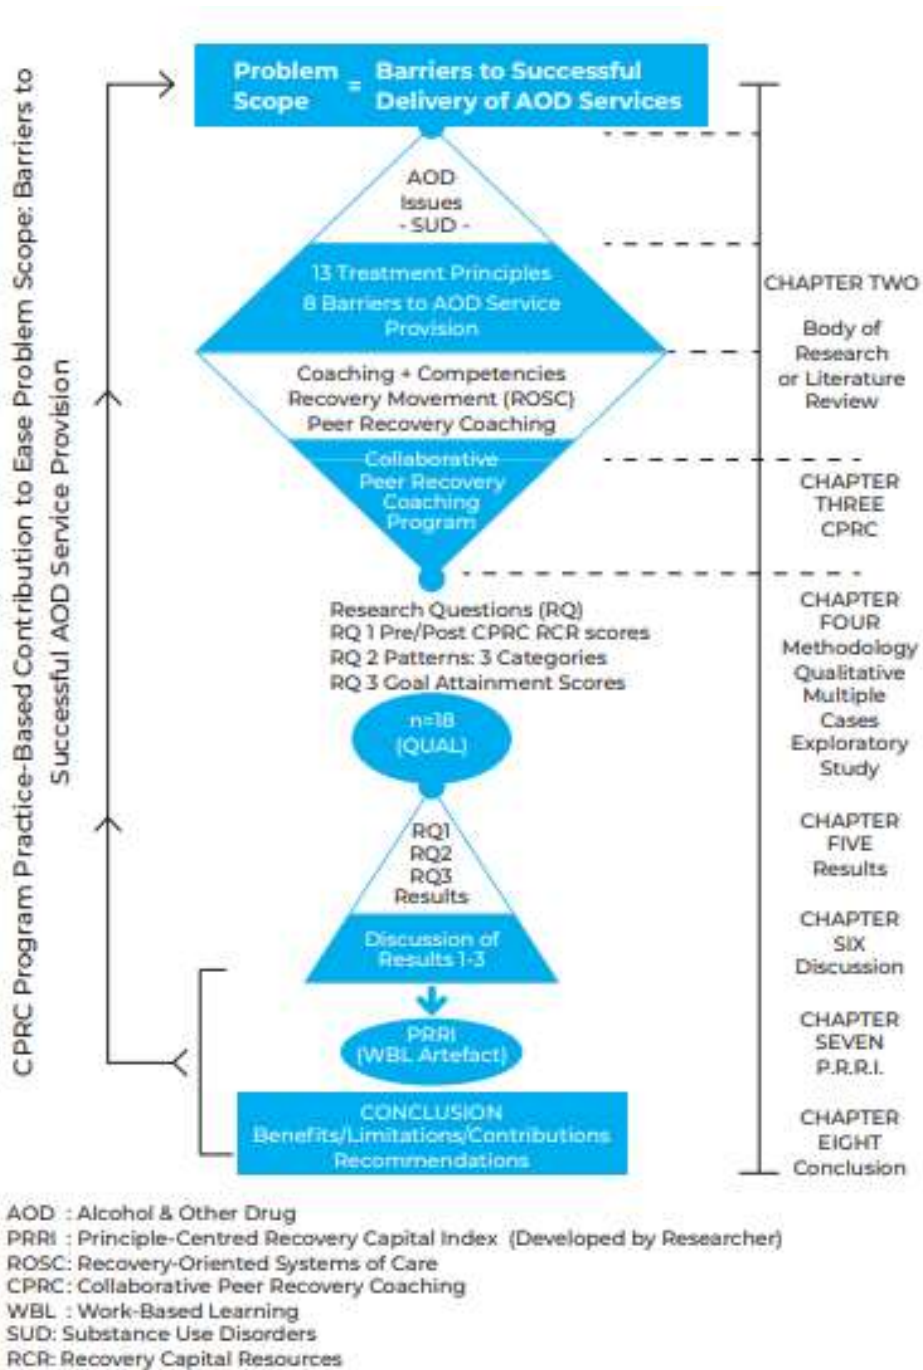 CPRC Program Practice-Based Contribution to Ease Problem Scope: Barriers to
Successful AOD Service Provision
Problem Scope = Barriers to Successful
Delivery of AOD Services
AOD
Issues
- SUD -
13 Treatment Principles
8 Barriers to AOD Service
Provision
Coaching + Competencies
Recovery Movement (ROSC)
Peer Recovery Coaching
Collaborative
Peer Recovery
Coaching
Program
Research Questions (RQ)
RQ 1 Pre/Post CPRC RCR scores
RQ 2 Patterns: 3 Categories
RQ 3 Goal Attainment Scores
n=18
(QUAL)
RQ1
RQ2
RQ3
Results
Discussion of
Results 1-3
PRRI
(WBL Artefact)
CONCLUSION
Benefits/Limitations/Contributions
Recommendations
CHAPTER TWO
Body of
Research
or Literature
Review
CHAPTER
THREE
CPRC
CHAPTER
FOUR
Methodology
Qualitative
Multiple
Cases
Exploratory
Study
CHAPTER
FIVE
Results
CHAPTER
SIX
Discussion
CHAPTER
SEVEN
P.R.R.I.
CHAPTER
EIGHT
Conclusion
AOD : Alcohol & Other Drug
PRRI : Principle-Centred Recovery Capital Index (Developed by Researcher)
ROSC: Recovery-Oriented Systems of Care
CPRC: Collaborative Peer Recovery Coaching
WBL : Work-Based Learning
SUD: Substance Use Disorders
RCR: Recovery Capital Resources